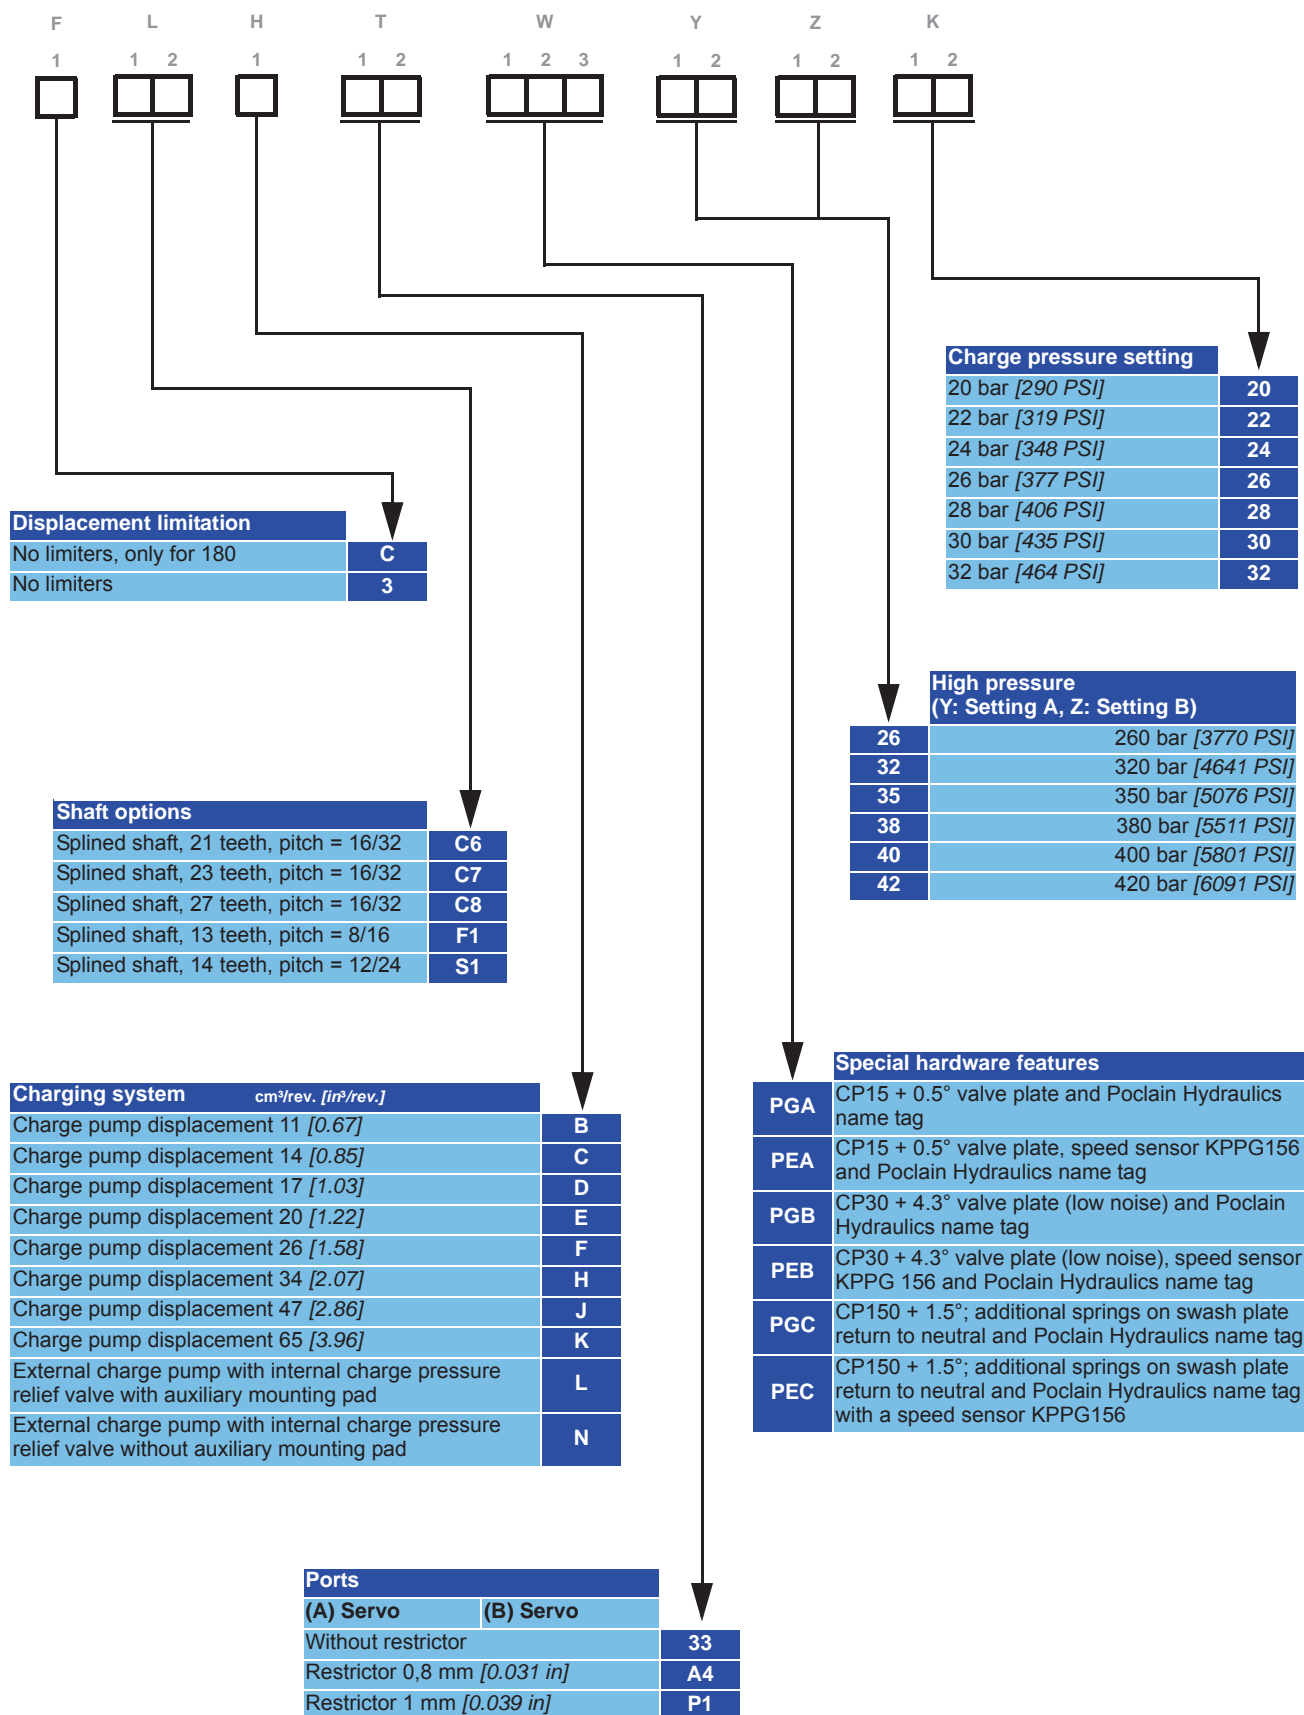 F L H T W Y Z K
1 1 2 1 1 2 1 2 3 1 2 1 2 1 2
Charge pressure setting
20 bar [290 PSI] 20
22 bar [319 PSI] 22
24 bar [348 PSI] 24
26 bar [377 PSI] 26
28 bar [406 PSI] 28
30 bar [435 PSI] 30
32 bar [464 PSI] 32
Displacement limitation
No limiters, only for 180 C
No limiters 3
High pressure
(Y: Setting A, Z: Setting B)
26 260 bar [3770 PSI]
32 320 bar [4641 PSI]
35 350 bar [5076 PSI]
38 380 bar [5511 PSI]
40 400 bar [5801 PSI]
42 420 bar [6091 PSI]
Shaft options
Splined shaft, 21 teeth, pitch = 16/32 C6
Splined shaft, 23 teeth, pitch = 16/32 C7
Splined shaft, 27 teeth, pitch = 16/32 C8
Splined shaft, 13 teeth, pitch = 8/16 F1
Splined shaft, 14 teeth, pitch = 12/24 S1
Special hardware features
PGA CP15 + 0.5° valve plate and Poclain Hydraulics
name tag
PEA CP15 + 0.5° valve plate, speed sensor KPPG156
and Poclain Hydraulics name tag
PGB CP30 + 4.3° valve plate (low noise) and Poclain
Hydraulics name tag
PEB CP30 + 4.3° valve plate (low noise), speed sensor
KPPG 156 and Poclain Hydraulics name tag
PGC CP150 + 1.5°; additional springs on swash plate
return to neutral and Poclain Hydraulics name tag
PEC CP150 + 1.5°; additional springs on swash plate
return to neutral and Poclain Hydraulics name tag
with a speed sensor KPPG156
Charging system cm³/rev. [in³/rev.]
Charge pump displacement 11 [0.67] B
Charge pump displacement 14 [0.85] C
Charge pump displacement 17 [1.03] D
Charge pump displacement 20 [1.22] E
Charge pump displacement 26 [1.58] F
Charge pump displacement 34 [2.07] H
Charge pump displacement 47 [2.86] J
Charge pump displacement 65 [3.96] K
External charge pump with internal charge pressure
relief valve with auxiliary mounting pad L
External charge pump with internal charge pressure
relief valve without auxiliary mounting pad N
Ports
(A) Servo (B) Servo
Without restrictor 33
Restrictor 0,8 mm [0.031 in] A4
Restrictor 1 mm [0.039 in] P1